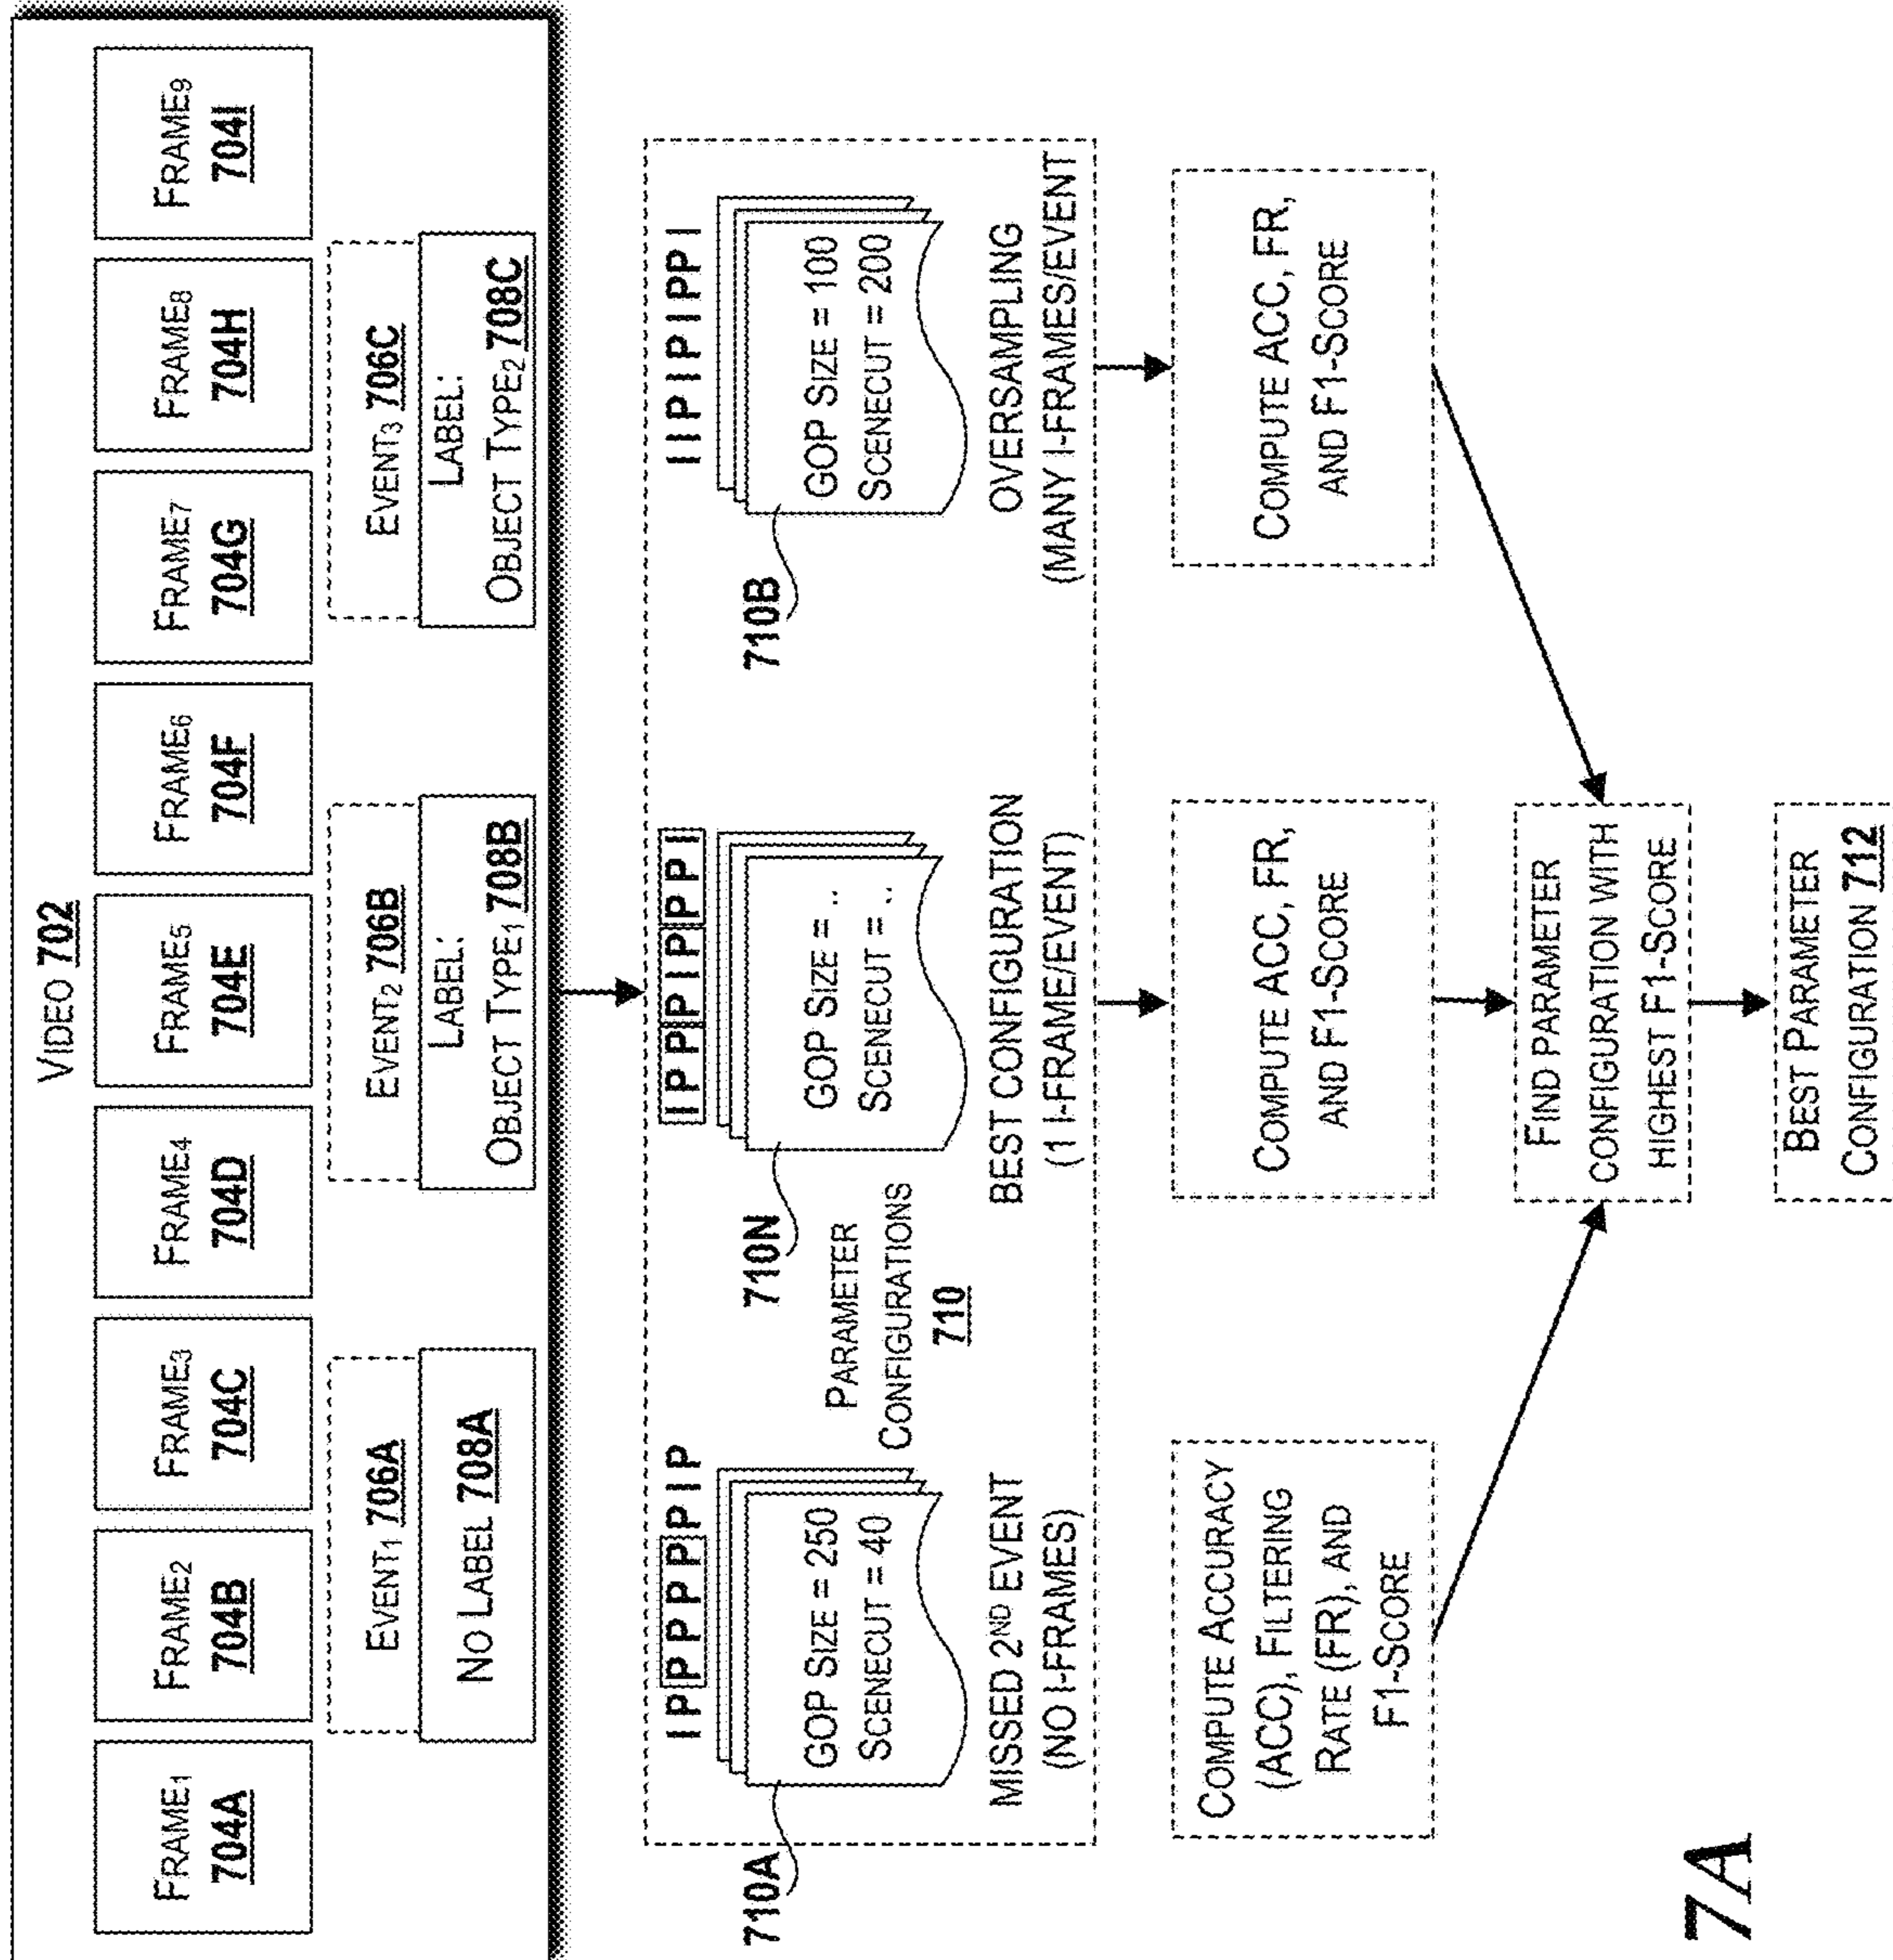 VIDEO 702
FRAME1 704A
FRAME2 704B
FRAME3 704C
FRAME4 704D
FRAME5 704E
FRAME6 704F
FRAME7 704G
FRAME8 704H
FRAME9 704I
EVENT1 706A
NO LABEL 708A
EVENT2 706B
LABEL:
OBJECT TYPE1 708B
EVENT3 706C
LABEL:
OBJECT TYPE2 708C
710A
GOP SIZE = 250
SCENECUT = 40
MISSED 2ND EVENT
(NO I-FRAMES)
PARAMETER
CONFIGURATIONS
710
710N
GOP SIZE = ..
SCENECUT = ..
BEST CONFIGURATION
(1 I-FRAME/EVENT)
710B
I I P I P I P P I
GOP SIZE = 100
SCENECUT = 200
OVERSAMPLING
(MANY I-FRAMES/EVENT
COMPUTE ACCURACY
(ACC), FILTERING
RATE (FR), AND
F1-SCORE
COMPUTE ACC, FR,
AND F1-SCORE
COMPUTE ACC, FR,
AND F1-SCORE
FIND PARAMETER
CONFIGURATION WITH
HIGHEST F1-SCORE
BEST PARAMETER
CONFIGURATION 712
7A